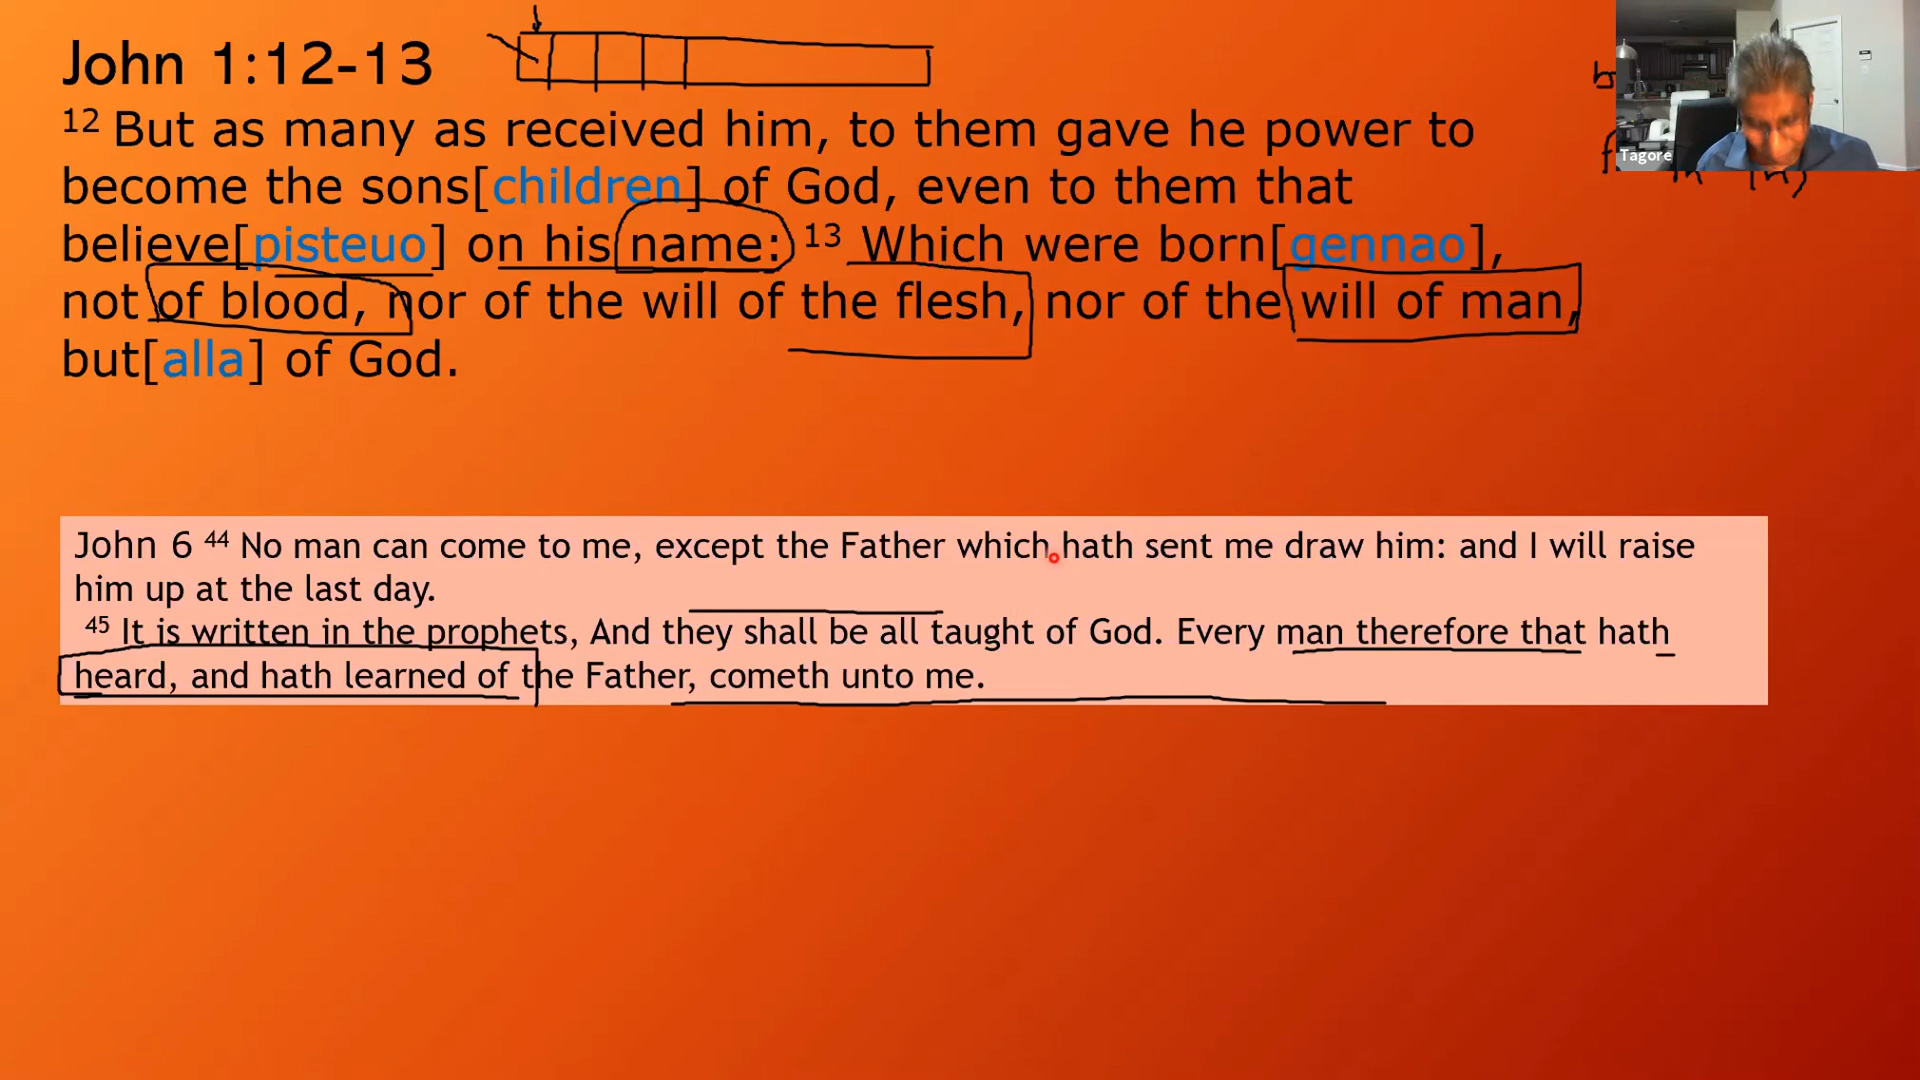 John 1:12-13
12 But as many as received him, to them gave he power to
become the sons[children] of God, even to them that
believe[pisteuo] on his name: 13 Which were born[gennao],
not of blood, nor of the will of the flesh, nor of the will of man,
but[alla] of God.
Tagore
John 6 44 No man can come to me, except the Father which hath sent me draw him: and I will raise
him up at the last day.
45 It is written in the prophets, And they shall be all taught of God. Every man therefore that hath
heard, and hath learned of the Father, cometh unto me.